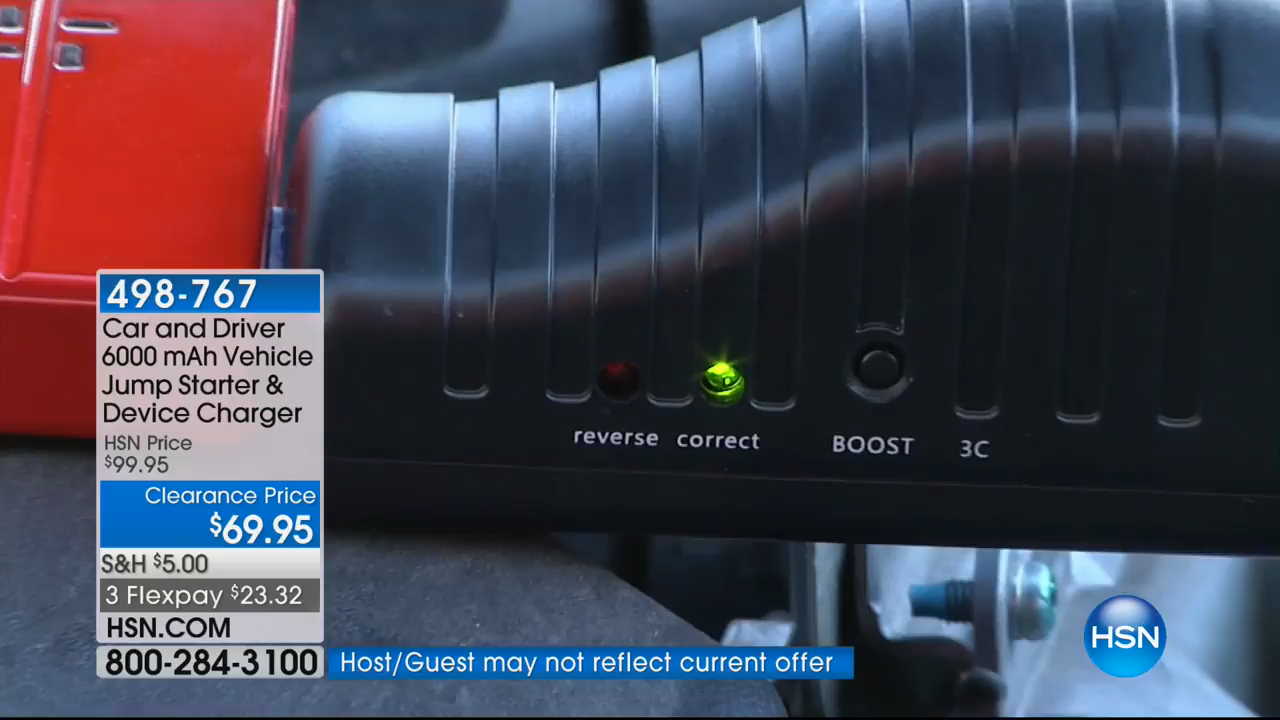 498-767
Car and Driver
6000 mAh Vehicle
Jump Starter &
Device Charger
HSN Price
$99.95
Clearance Price
$69.95
S&H $5.00
3 Flexpay $23.32
HSN.COM
800-284-3100
Host/Guest may not reflect current offer
reverse correct BOOST 3C
HSN